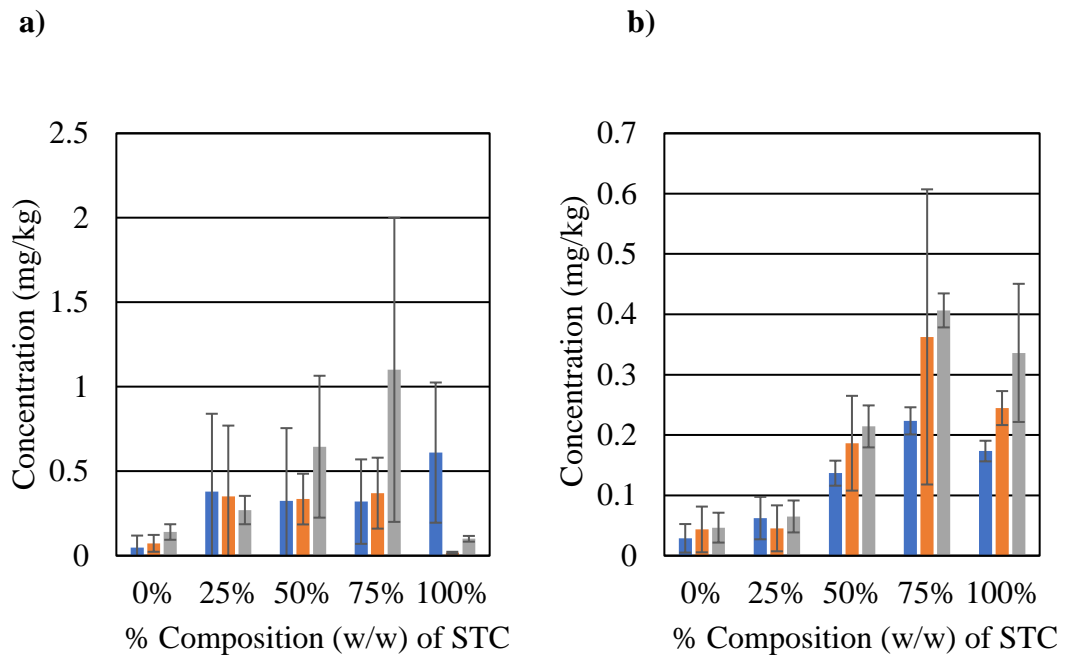 a)
Concentration (mg/kg)
2.5
2
1.5
1
0.5
0
0% 25% 50% 75% 100%
% Composition (w/w) of STC
b)
Concentration (mg/kg)
0.7
0.6
0.5
0.4
0.3
0.2
0.1
0
0% 25% 50% 75% 100%
% Composition (w/w) of STC